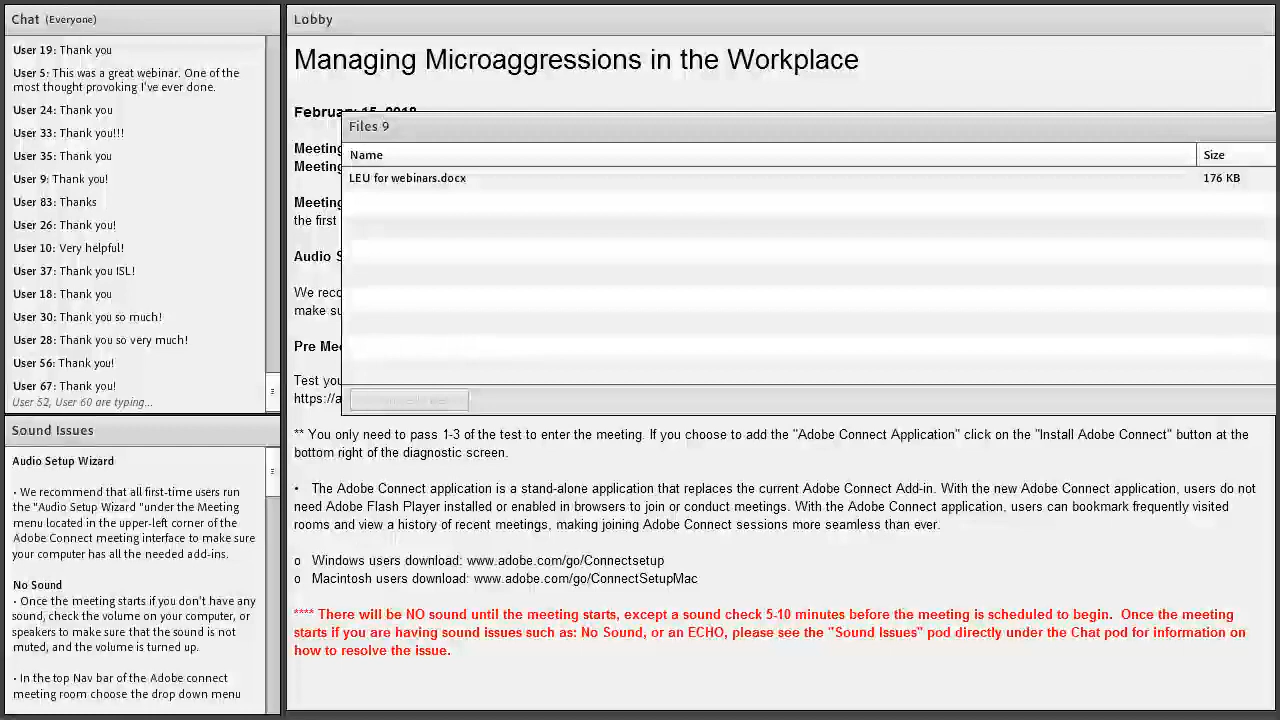 Chat (Everyone)
User 19: Thank you
User 5: This was a great webinar. One of the
most thought provoking I've ever done.
User 24: Thank you
User 33: Thank you!!!
User 35: Thank you
User 9: Thank you!
User 83: Thanks
User 26: Thank you!
User 10: Very helpful!
User 37: Thank you ISL!
User 18: Thank you
User 30: Thank you so much!
User 28: Thank you so very much!
User 56: Thank you!
User 67: Thank you!
User 52, User 60 are typing...
Sound Issues
Audio Setup Wizard
• We recommend that all first-time users run
the "Audio Setup Wizard "under the Meeting
menu located in the upper-left corner of the
Adobe Connect meeting interface to make sure
your computer has all the needed add-ins.
No Sound
• Once the meeting starts if you don't have any
sound, check the volume on your computer, or
speakers to make sure that the sound is not
muted, and the volume is turned up.
• In the top Nav bar of the Adobe connect
meeting room choose the drop down menu
Lobby
Managing Microaggressions in the Workplace
February 15, 2018
Meeting
Meeting
Meeting
the first
Audio S
We reco
make su
Pre Mee
Test you
https://a
Files 9
Name Size
LEU for webinars.docx 176 KB
** You only need to pass 1-3 of the test to enter the meeting. If you choose to add the "Adobe Connect Application" click on the "Install Adobe Connect" button at the
bottom right of the diagnostic screen.
• The Adobe Connect application is a stand-alone application that replaces the current Adobe Connect Add-in. With the new Adobe Connect application, users do not
need Adobe Flash Player installed or enabled in browsers to join or conduct meetings. With the Adobe Connect application, users can bookmark frequently visited
rooms and view a history of recent meetings, making joining Adobe Connect sessions more seamless than ever.
o Windows users download: www.adobe.com/go/Connectsetup
o Macintosh users download: www.adobe.com/go/ConnectSetupMac
**** There will be NO sound until the meeting starts, except a sound check 5-10 minutes before the meeting is scheduled to begin. Once the meeting
starts if you are having sound issues such as: No Sound, or an ECHO, please see the "Sound Issues" pod directly under the Chat pod for information on
how to resolve the issue.